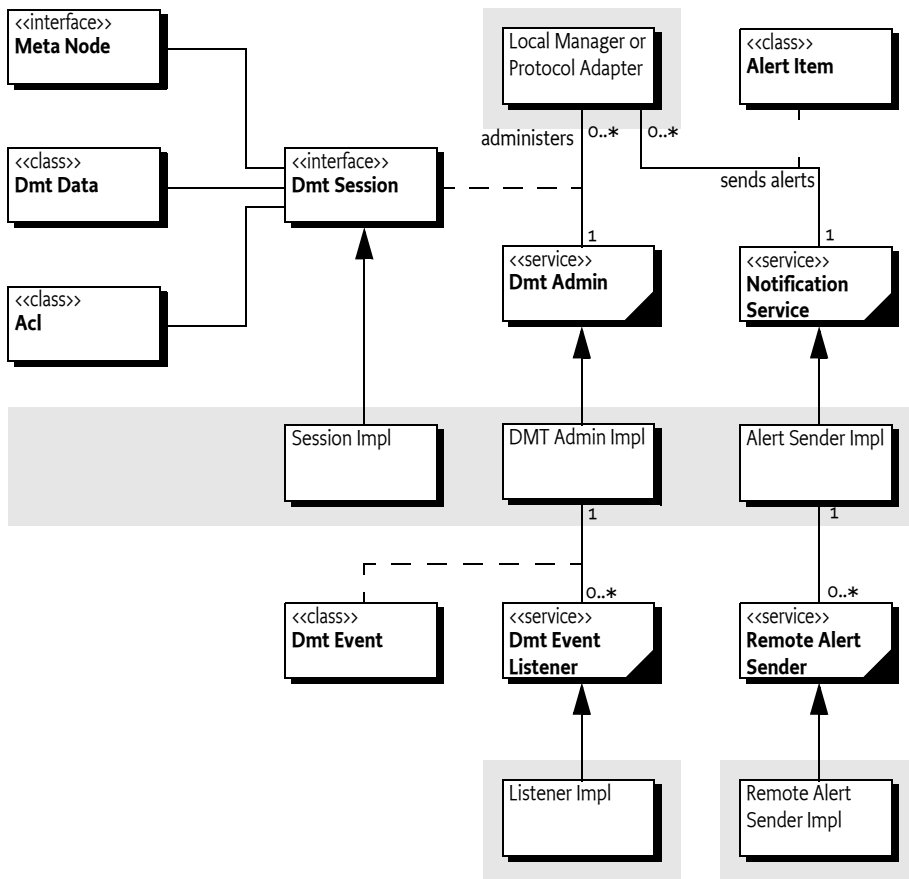 <<interface>>
Meta Node
Local Manager or
Protocol Adapter
<<class>>
Alert Item
administers
0..*
0..*
<<class>>
Dmt Data
<<interface>>
Dmt Session
sends alerts
1
1
<<service>>
Dmt Admin
<<service>>
Notification
Service
<<class>>
Acl
Session Impl
DMT Admin Impl
Alert Sender Impl
1
1
0..*
0..*
<<class>>
Dmt Event
<<service>>
Dmt Event
Listener
<<service>>
Remote Alert
Sender
Listener Impl
Remote Alert
Sender Impl